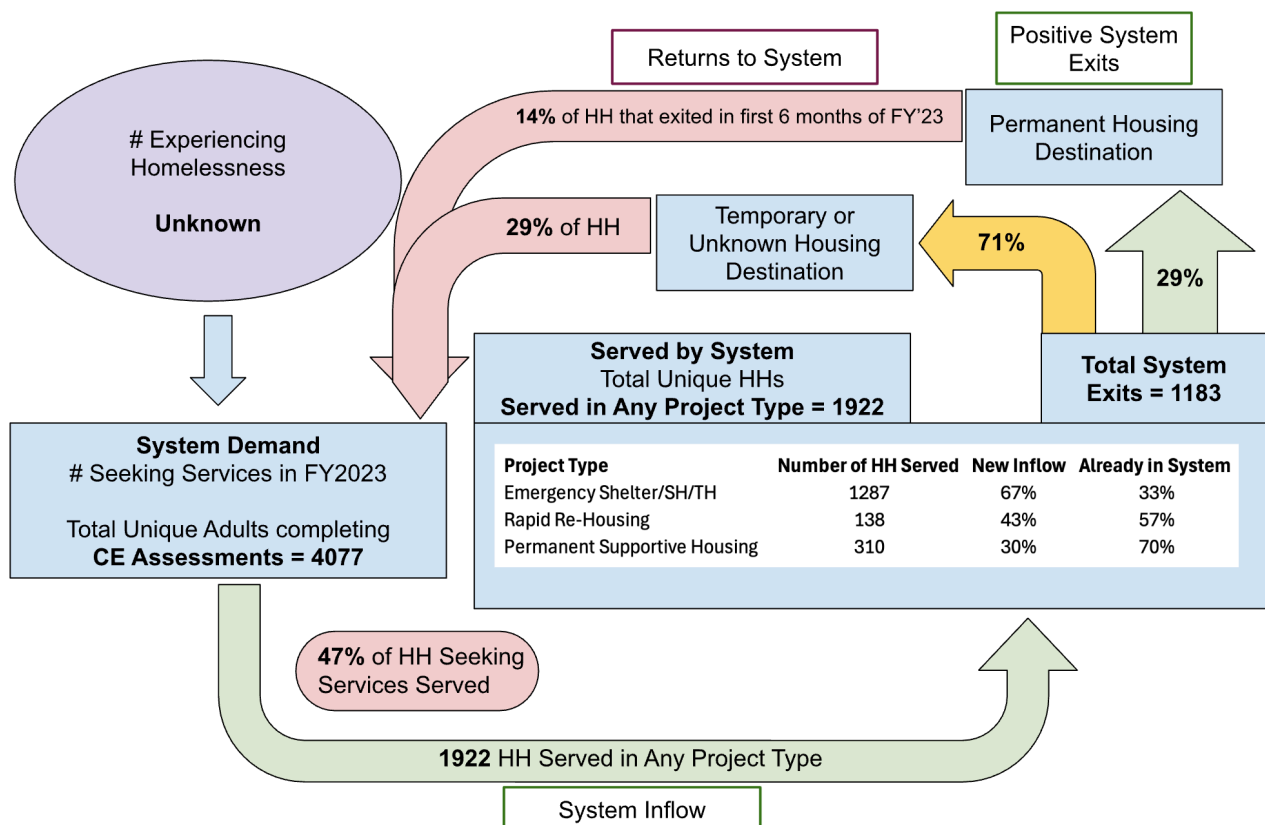 Returns to System
Positive System
Exits
14% of HH that exited in first 6 months of FY'23
Permanent Housing
Destination
# Experiencing
Homelessness
Unknown
29% of HH
Temporary or
Unknown Housing
Destination
71%
29%
Served by System
Total Unique HHs
Served in Any Project Type = 1922
Total System
Exits = 1183
System Demand
# Seeking Services in FY2023
Total Unique Adults completing
CE Assessments = 4077
Project Type Number of HH Served New Inflow Already in System
Emergency Shelter/SH/TH 1287 67% 33%
Rapid Re-Housing 138 43% 57%
Permanent Supportive Housing 310 30% 70%
47% of HH Seeking
Services Served
1922 HH Served in Any Project Type
System Inflow